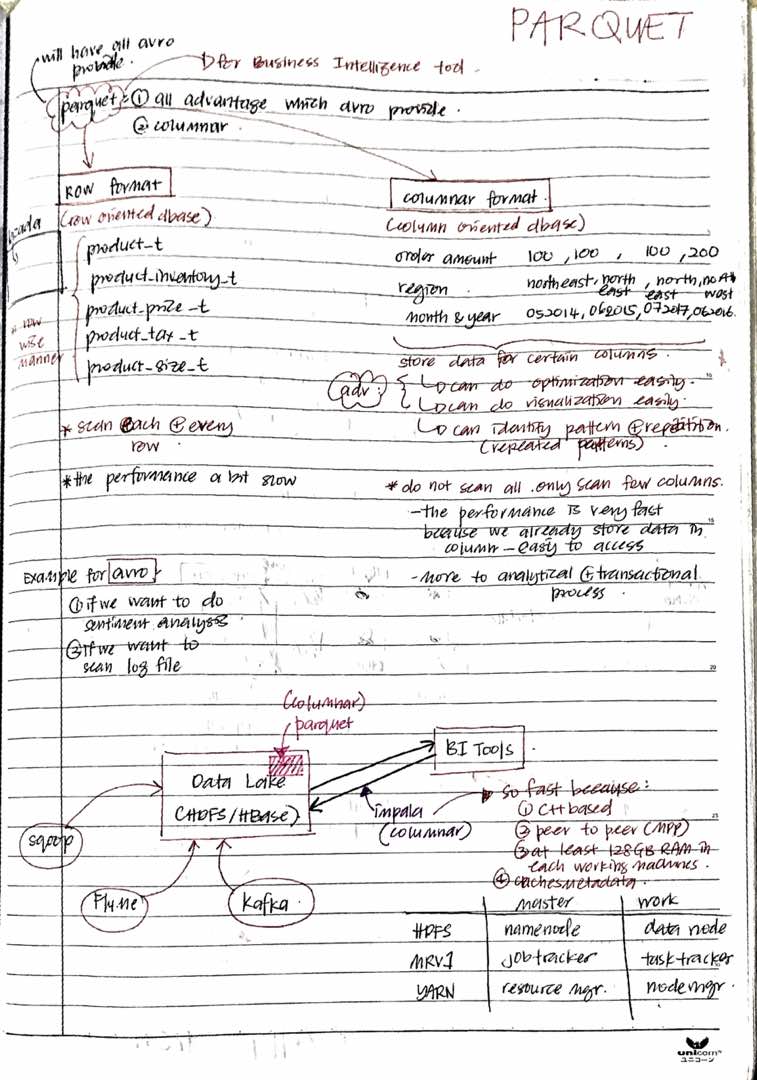 PARQUET
will have all avro
provide.
for Business Intelligence tool.
parquet = ① all advantage which avro provide.
② columnar
ROW format
(row oriented dbase)
product_t
product_inventory_t
product_price_t
product_tax_t
product_size_t
a row
wise
manner
* scan each + every
row.
* the performance a bit slow
columnar format
(column oriented dbase)
order amount 100, 100, 100, 200
region northeast, north east, north east, north west
month & year 052014, 062015, 072017, 062016.
store data for certain columns.
adv:
can do optimization easily.
can do visualization easily.
can identify pattern + repetition.
(repeated patterns)
* do not scan all. only scan few columns.
- the performance is very fast
because we already store data in
column - easy to access
- more to analytical + transactional
process.
Example for avro
① if we want to do
sentiment analysis.
② if we want to
scan log file
(columnar)
parquet
Data Lake
(HDFS/HBase)
BI Tools
impala
(columnar)
so fast because:
① C++ based
② peer to peer (MPP)
③ at least 128GB RAM in
each working machines.
④ caches metadata.
sqoop
Flume
Kafka
master work
HDFS namenode data node
MRV1 jobtracker tasktracker
YARN resource mgr. node mgr.
unicorn
ユニコーン